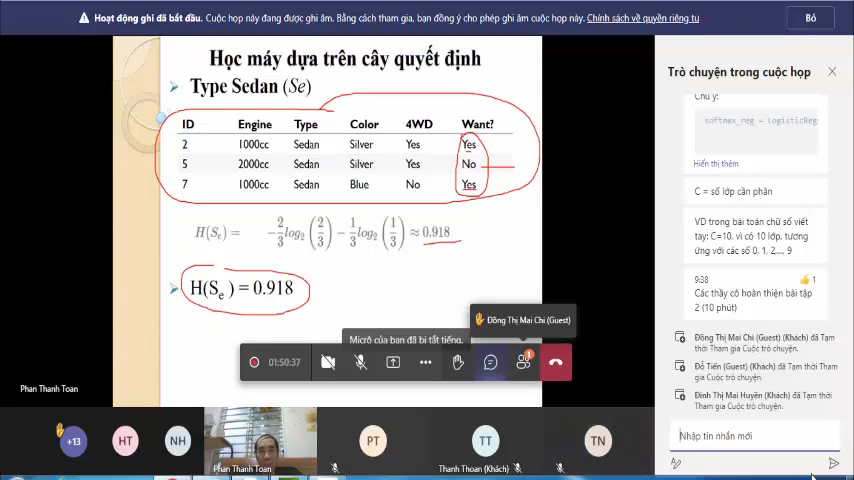 Hoạt động ghi đã bắt đầu. Cuộc họp này đang được ghi âm. Bằng cách tham gia, bạn đồng ý cho phép ghi âm cuộc họp này. Chính sách về quyền riêng tư
Bỏ
Học máy dựa trên cây quyết định
Type Sedan (Se)
ID Engine Type Color 4WD Want?
2 1000cc Sedan Silver Yes Yes
5 2000cc Sedan Silver Yes No
7 1000cc Sedan Blue No Yes
H(Se) = -2/3 log2 (2/3) - 1/3 log2 (1/3) ≈ 0.918
H(Se ) = 0.918
Đồng Thị Mai Chi (Guest)
Micrô của bạn đã bị tắt tiếng.
01:50:37
1
Phan Thanh Toan
+13
HT
NH
Phan Thanh Toan
PT
TT
Thanh Thoan (Khách)
TN
Trò chuyện trong cuộc họp
Chú ý:
softmax_reg = LogisticReg
Hiển thị thêm
C = số lớp cần phân
VD trong bài toán chữ số viết
tay: C=10, vì có 10 lớp, tương
ứng với các số 0, 1, 2,..., 9
9:38
1
Các thầy cô hoàn thiện bài tập
2 (10 phút)
Đồng Thị Mai Chi (Guest) (Khách) đã Tạm
thời Tham gia Cuộc trò chuyện.
Đỗ Tiến (Guest) (Khách) đã Tạm thời Tham
gia Cuộc trò chuyện.
Đinh Thị Mai Huyên (Khách) đã Tạm thời
Tham gia Cuộc trò chuyện.
Nhập tin nhắn mới